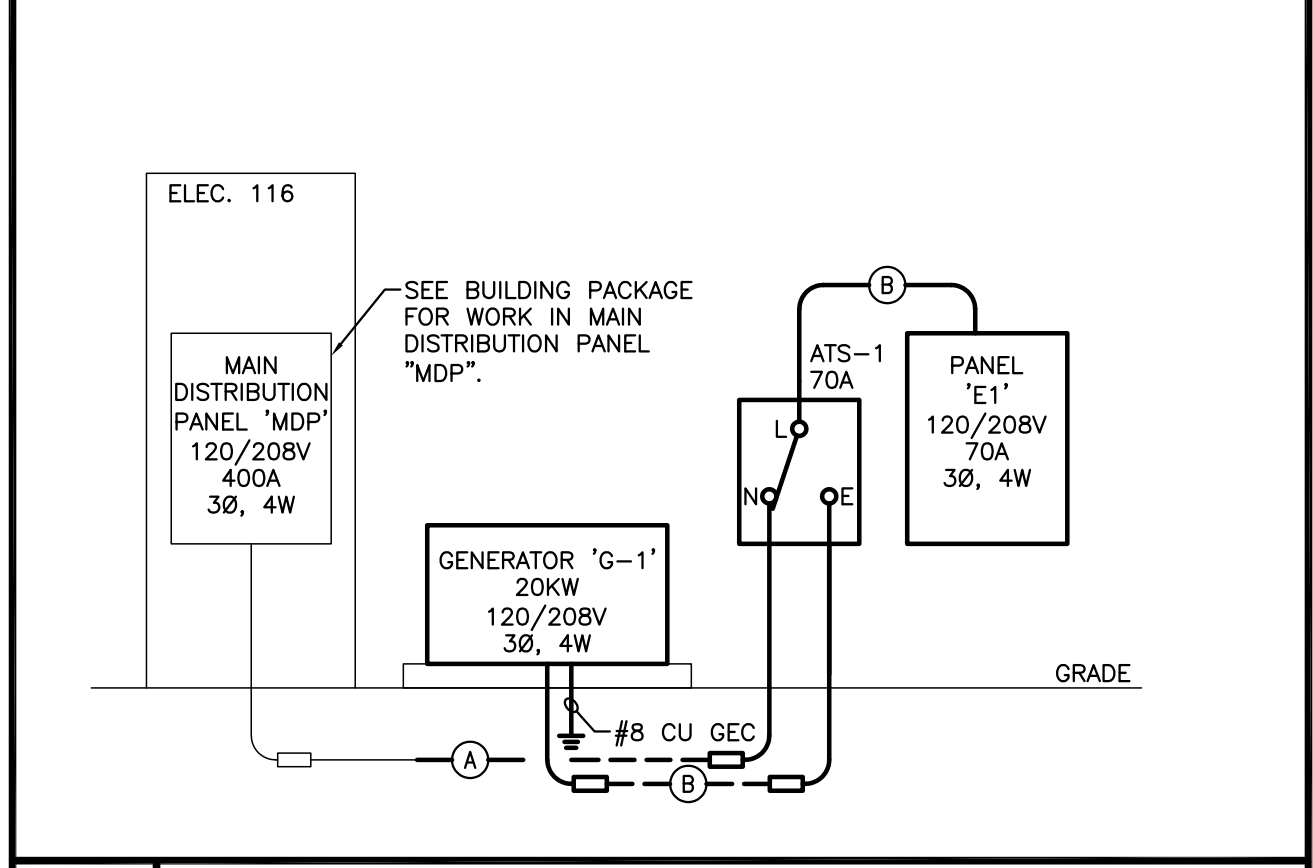 ELEC. 116
SEE BUILDING PACKAGE
FOR WORK IN MAIN
DISTRIBUTION PANEL
"MDP".
MAIN
DISTRIBUTION
PANEL 'MDP'
120/208V
400A
3Ø, 4W
GENERATOR 'G-1'
20KW
120/208V
3Ø, 4W
B
ATS-1
70A
L
N
E
PANEL
'E1'
120/208V
70A
3Ø, 4W
GRADE
#8 CU GEC
A
B